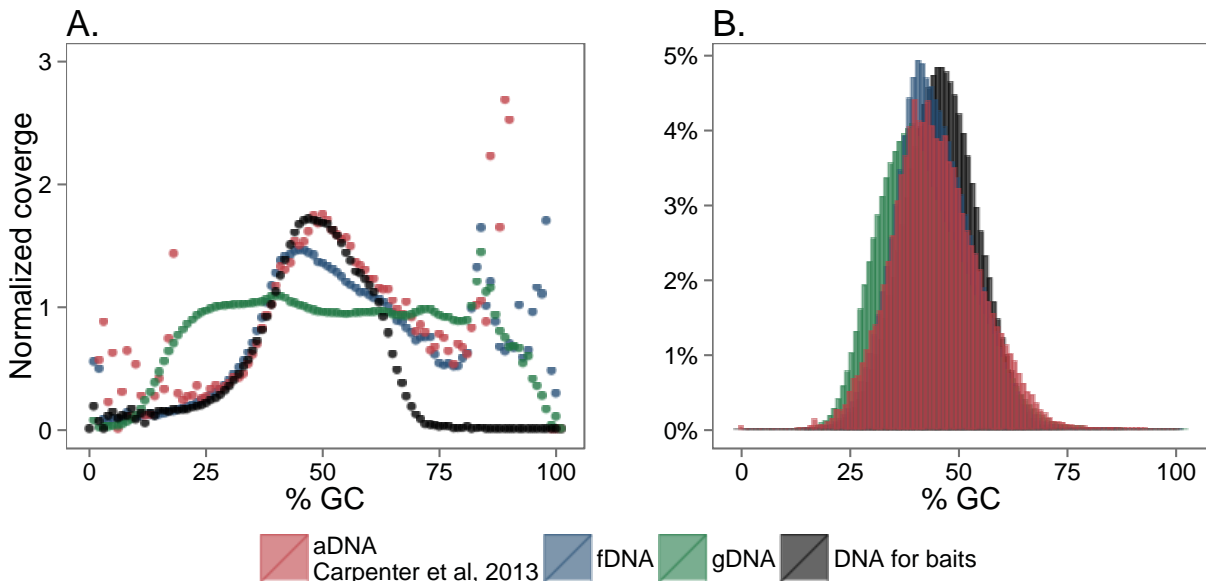 A.
B.
3
2
1
0
Normalized coverge
0 25 50 75 100
% GC
5%
4%
3%
2%
1%
0%
0 25 50 75 100
% GC
aDNA
Carpenter et al, 2013
fDNA
gDNA
DNA for baits